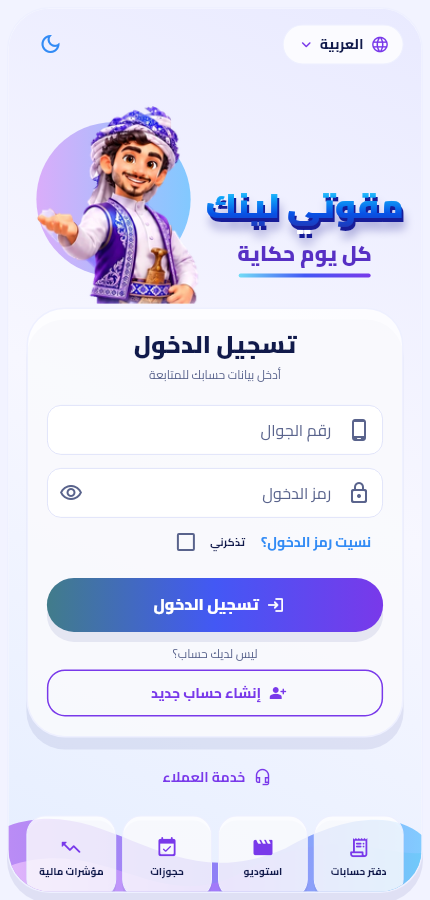 العربية
مقوتي لينك
كل يوم حكاية
تسجيل الدخول
أدخل بيانات حسابك للمتابعة
رقم الجوال
رمز الدخول
نسيت رمز الدخول؟
تذكرني
تسجيل الدخول
ليس لديك حساب؟
إنشاء حساب جديد
خدمة العملاء
دفتر حسابات
استوديو
حجوزات
مؤشرات مالية